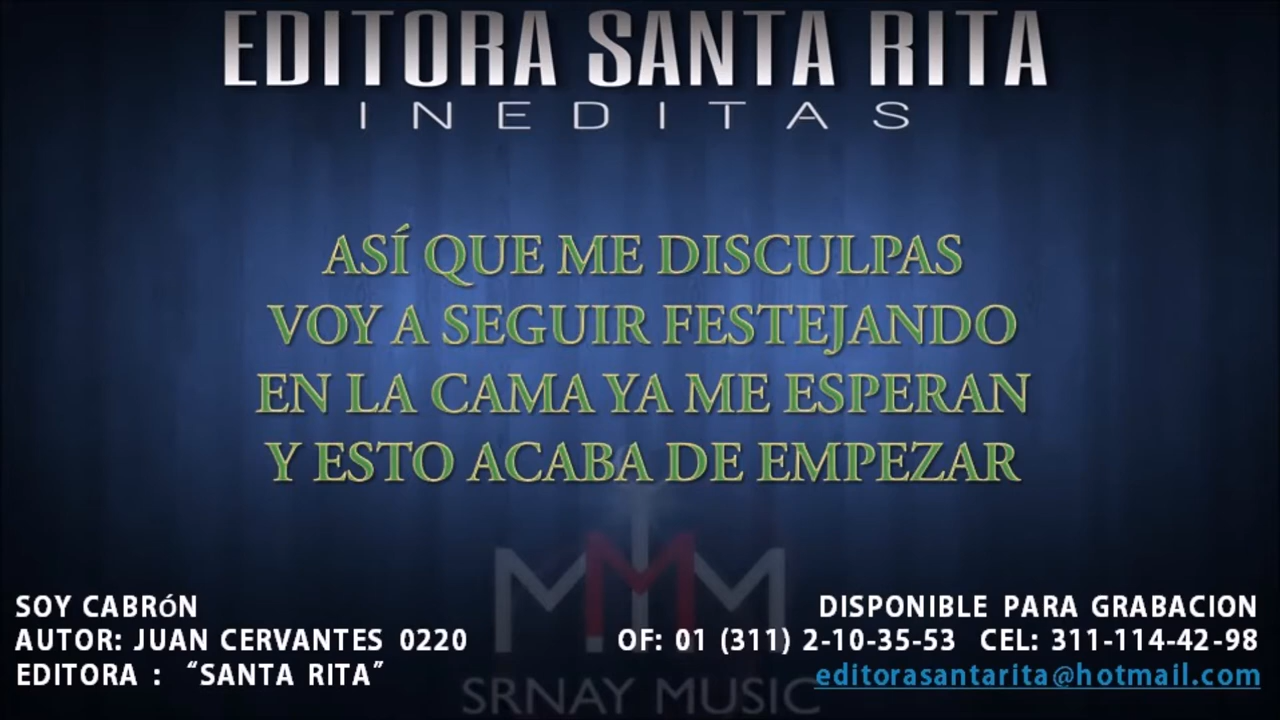 EDITORA SANTA RITA
INEDITAS
ASÍ QUE ME DISCULPAS
VOY A SEGUIR FESTEJANDO
EN LA CAMA YA ME ESPERAN
Y ESTO ACABA DE EMPEZAR
SOY CABRóN
AUTOR: JUAN CERVANTES 0220
EDITORA : “SANTA RITA”
DISPONIBLE PARA GRABACION
OF: 01 (311) 2-10-35-53 CEL: 311-114-42-98
editorasantarita@hotmail.com
MMM
SRNAY MUSIC